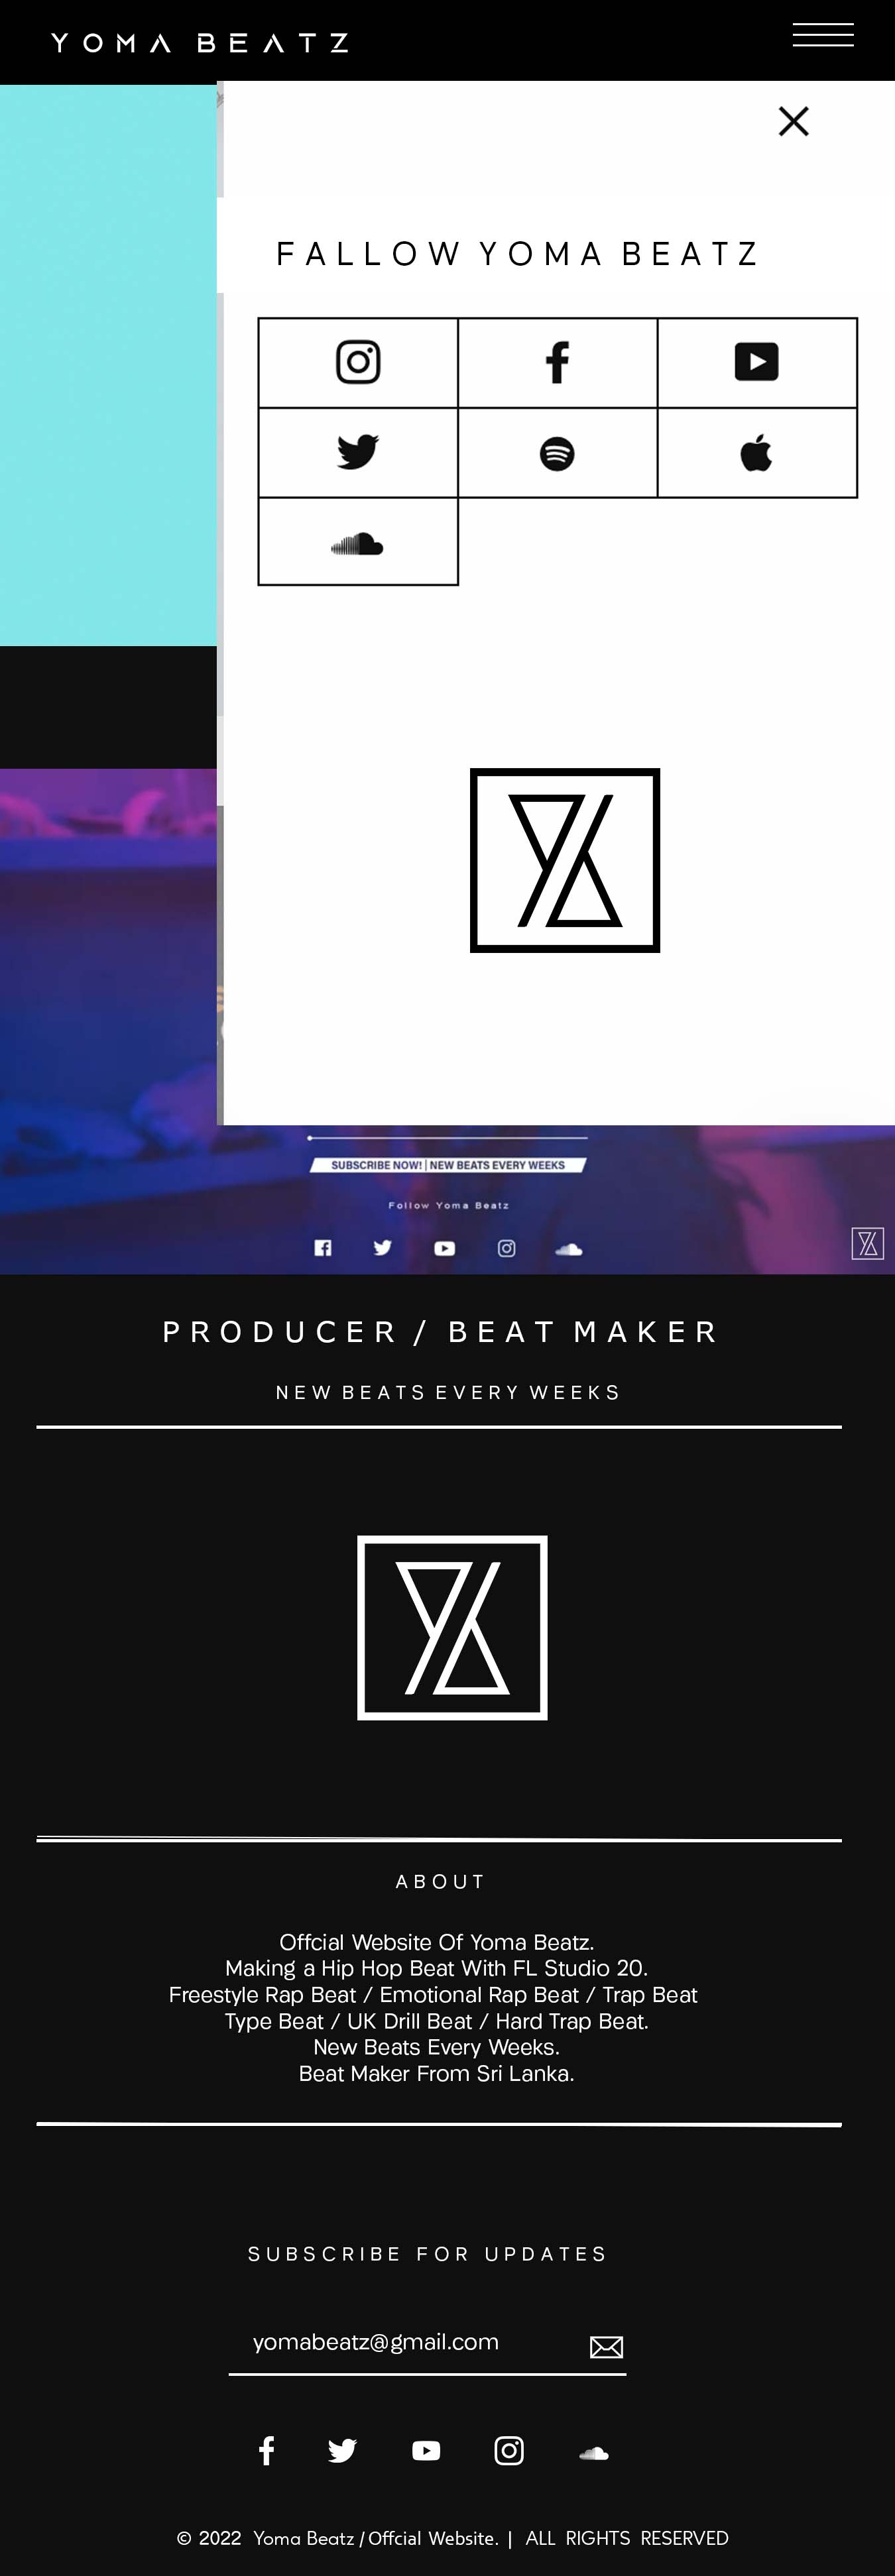 YOMA BEATZ
FALLOW YOMA BEATZ
SUBSCRIBE NOW! | NEW BEATS EVERY WEEKS
Follow Yoma Beatz
PRODUCER / BEAT MAKER
NEW BEATS EVERY WEEKS
ABOUT
Offcial Website Of Yoma Beatz.
Making a Hip Hop Beat With FL Studio 20.
Freestyle Rap Beat / Emotional Rap Beat / Trap Beat
Type Beat / UK Drill Beat / Hard Trap Beat.
New Beats Every Weeks.
Beat Maker From Sri Lanka.
SUBSCRIBE FOR UPDATES
yomabeatz@gmail.com
© 2022 Yoma Beatz / Offcial Website. | ALL RIGHTS RESERVED